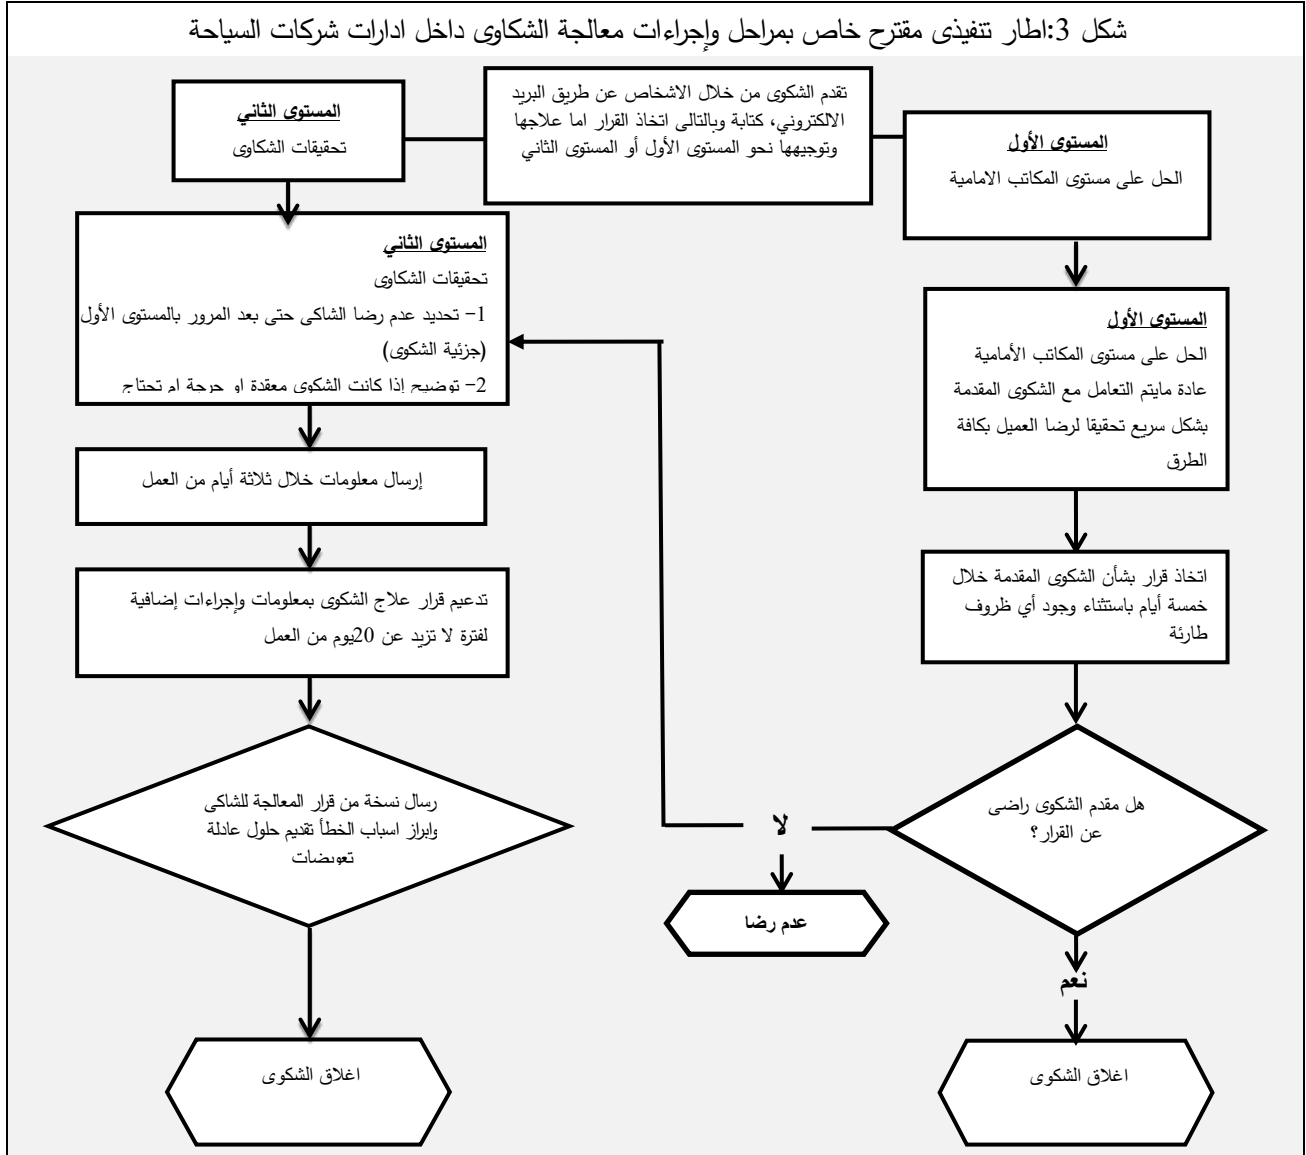 شكل 3:اطار تنفيذى مقترح خاص بمراحل وإجراءات معالجة الشكاوى داخل ادارات شركات السياحة
تقدم الشكوى من خلال الاشخاص عن طريق البريد
الالكتروني، كتابة وبالتالى اتخاذ القرار اما علاجها
وتوجيهها نحو المستوى الأول أو المستوى الثاني
المستوى الأول
الحل على مستوى المكاتب الامامية
المستوى الأول
الحل على مستوى المكاتب الأمامية
عادة مايتم التعامل مع الشكوى المقدمة
بشكل سريع تحقيقا لرضا العميل بكافة
الطرق
اتخاذ قرار بشأن الشكوى المقدمة خلال
خمسة أيام باستثناء وجود أي ظروف
طارئة
هل مقدم الشكوى راضى
عن القرار؟
نعم
اغلاق الشكوى
لا
عدم رضا
المستوى الثاني
تحقيقات الشكاوى
المستوى الثاني
تحقيقات الشكاوى
1- تحديد عدم رضا الشاكى حتى بعد المرور بالمستوى الأول
(جزئية الشكوى)
2- توضيح إذا كانت الشكوى معقدة او حرجة ام تحتاج
إرسال معلومات خلال ثلاثة أيام من العمل
تدعيم قرار علاج الشكوى بمعلومات وإجراءات إضافية
لفترة لا تزيد عن 20يوم من العمل
رسال نسخة من قرار المعالجة للشاكى
وابراز اسباب الخطأ تقديم حلول عادلة
تعويضات
اغلاق الشكوى